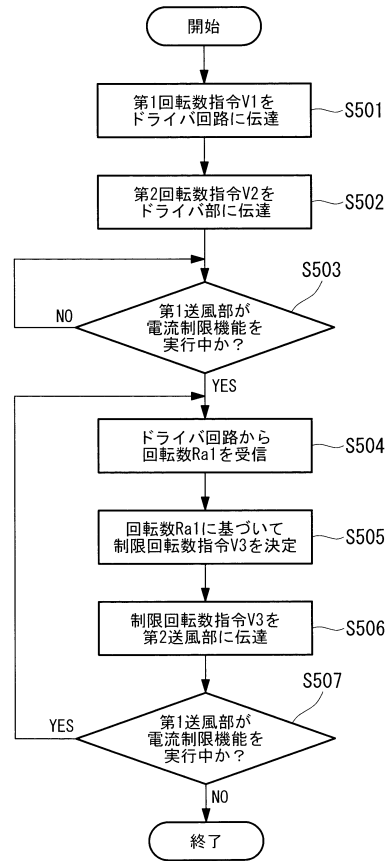 開始
第1回転数指令V1を
ドライバ回路に伝達
S501
第2回転数指令V2を
ドライバ部に伝達
S502
S503
第1送風部が
電流制限機能を
実行中か？
NO
YES
ドライバ回路から
回転数Ra1を受信
S504
回転数Ra1に基づいて
制限回転数指令V3を決定
S505
制限回転数指令V3を
第2送風部に伝達
S506
S507
第1送風部が
電流制限機能を
実行中か？
YES
NO
終了